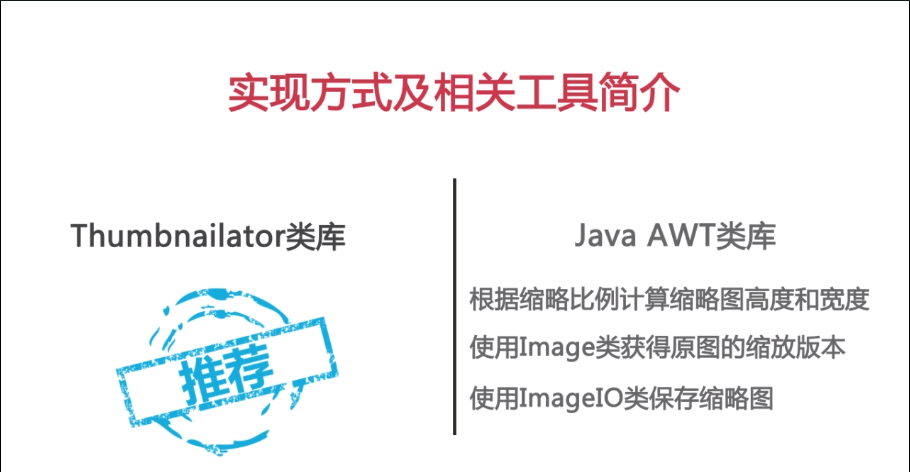 实现方式及相关工具简介
Thumbnailator类库
推荐
Java AWT类库
根据缩略比例计算缩略图高度和宽度
使用Image类获得原图的缩放版本
使用ImageIO类保存缩略图